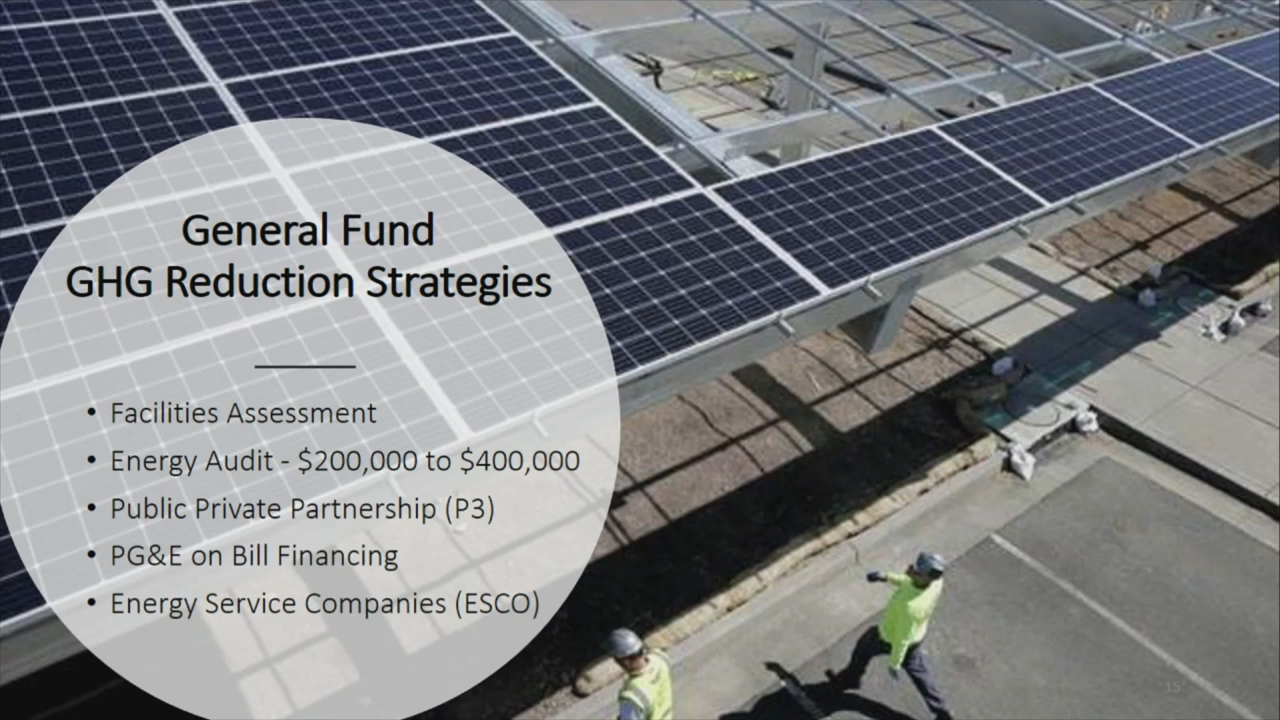 General Fund
GHG Reduction Strategies
• Facilities Assessment
• Energy Audit - $200,000 to $400,000
• Public Private Partnership (P3)
• PG&E on Bill Financing
• Energy Service Companies (ESCO)
15